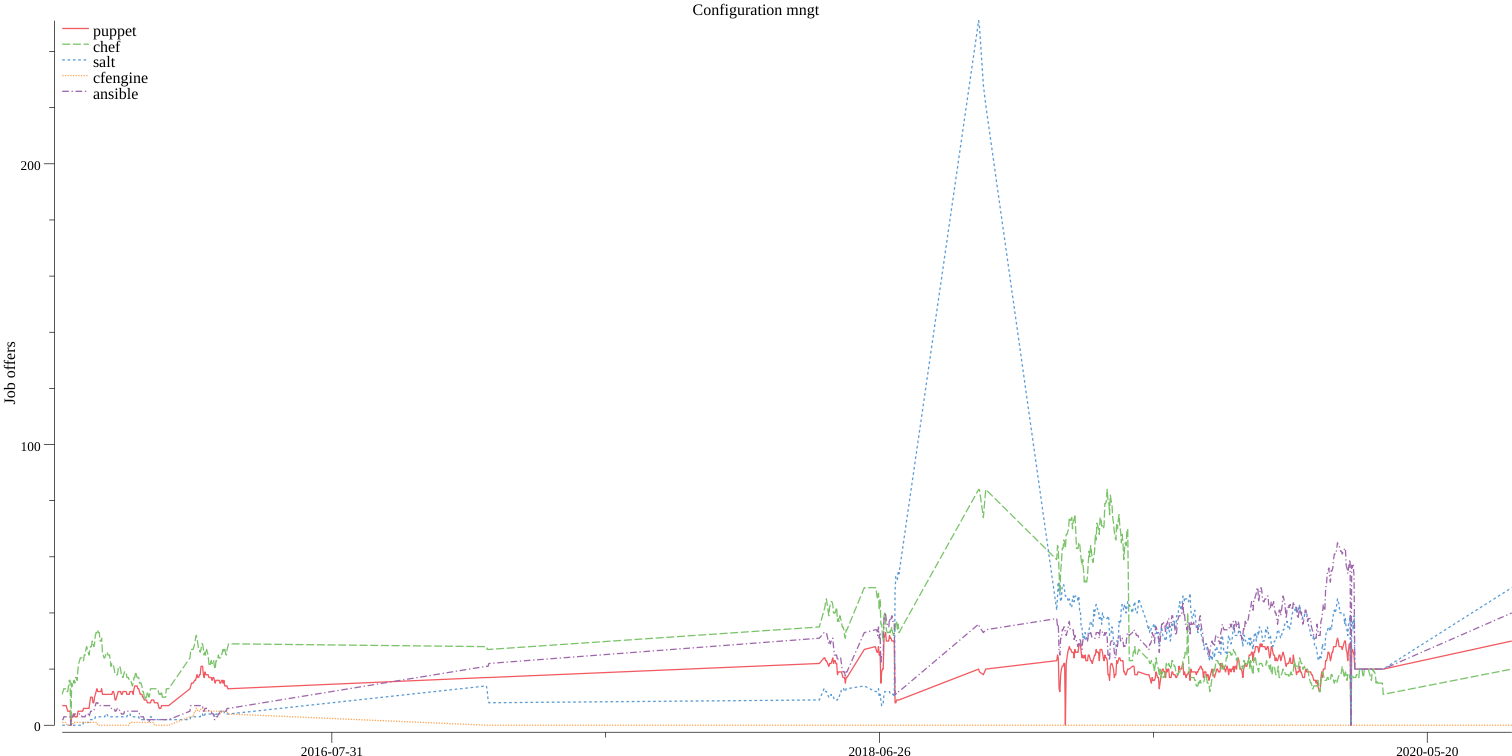 Configuration mngt
puppet
chef
salt
cfengine
ansible
200
100
0
Job offers
2016-07-31
2018-06-26
2020-05-20